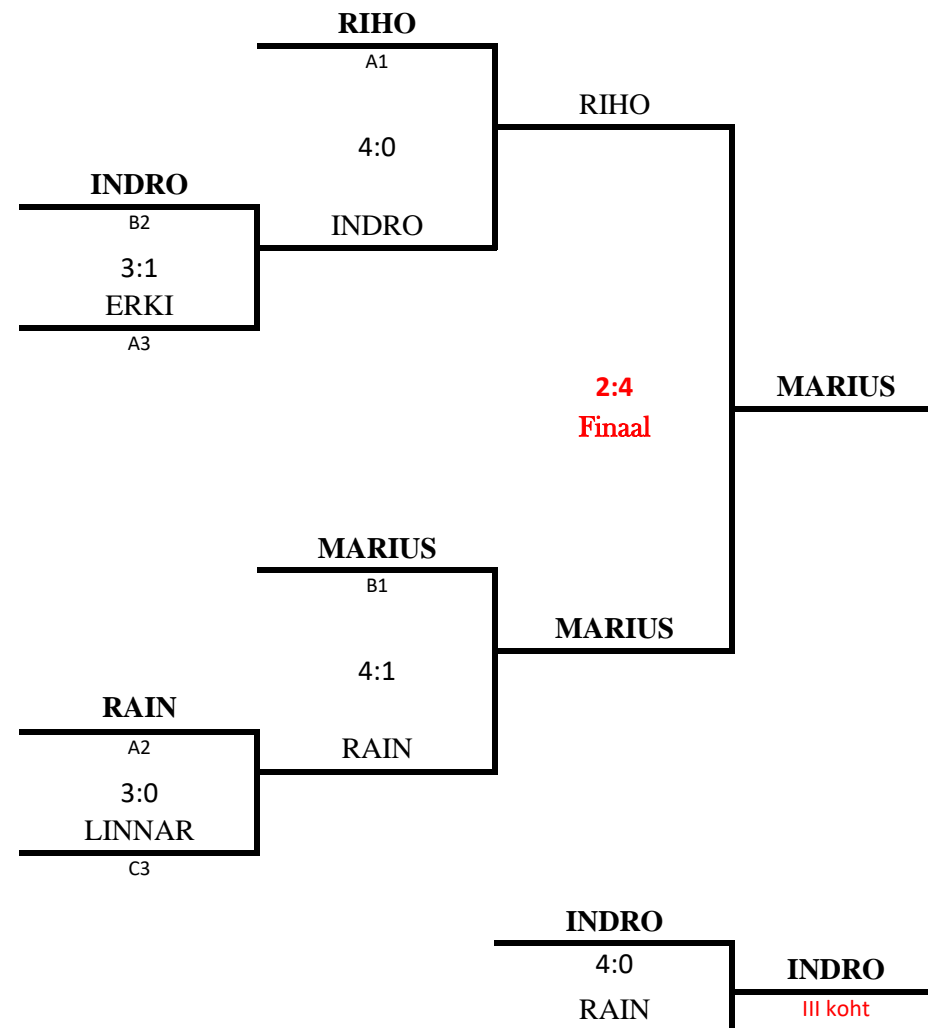 RIHO
A1
RIHO
4:0
INDRO
B2
INDRO
3:1
ERKI
A3
2:4
MARIUS
Finaal
MARIUS
B1
MARIUS
4:1
RAIN
A2
RAIN
3:0
LINNAR
C3
INDRO
4:0
INDRO
RAIN
III koht